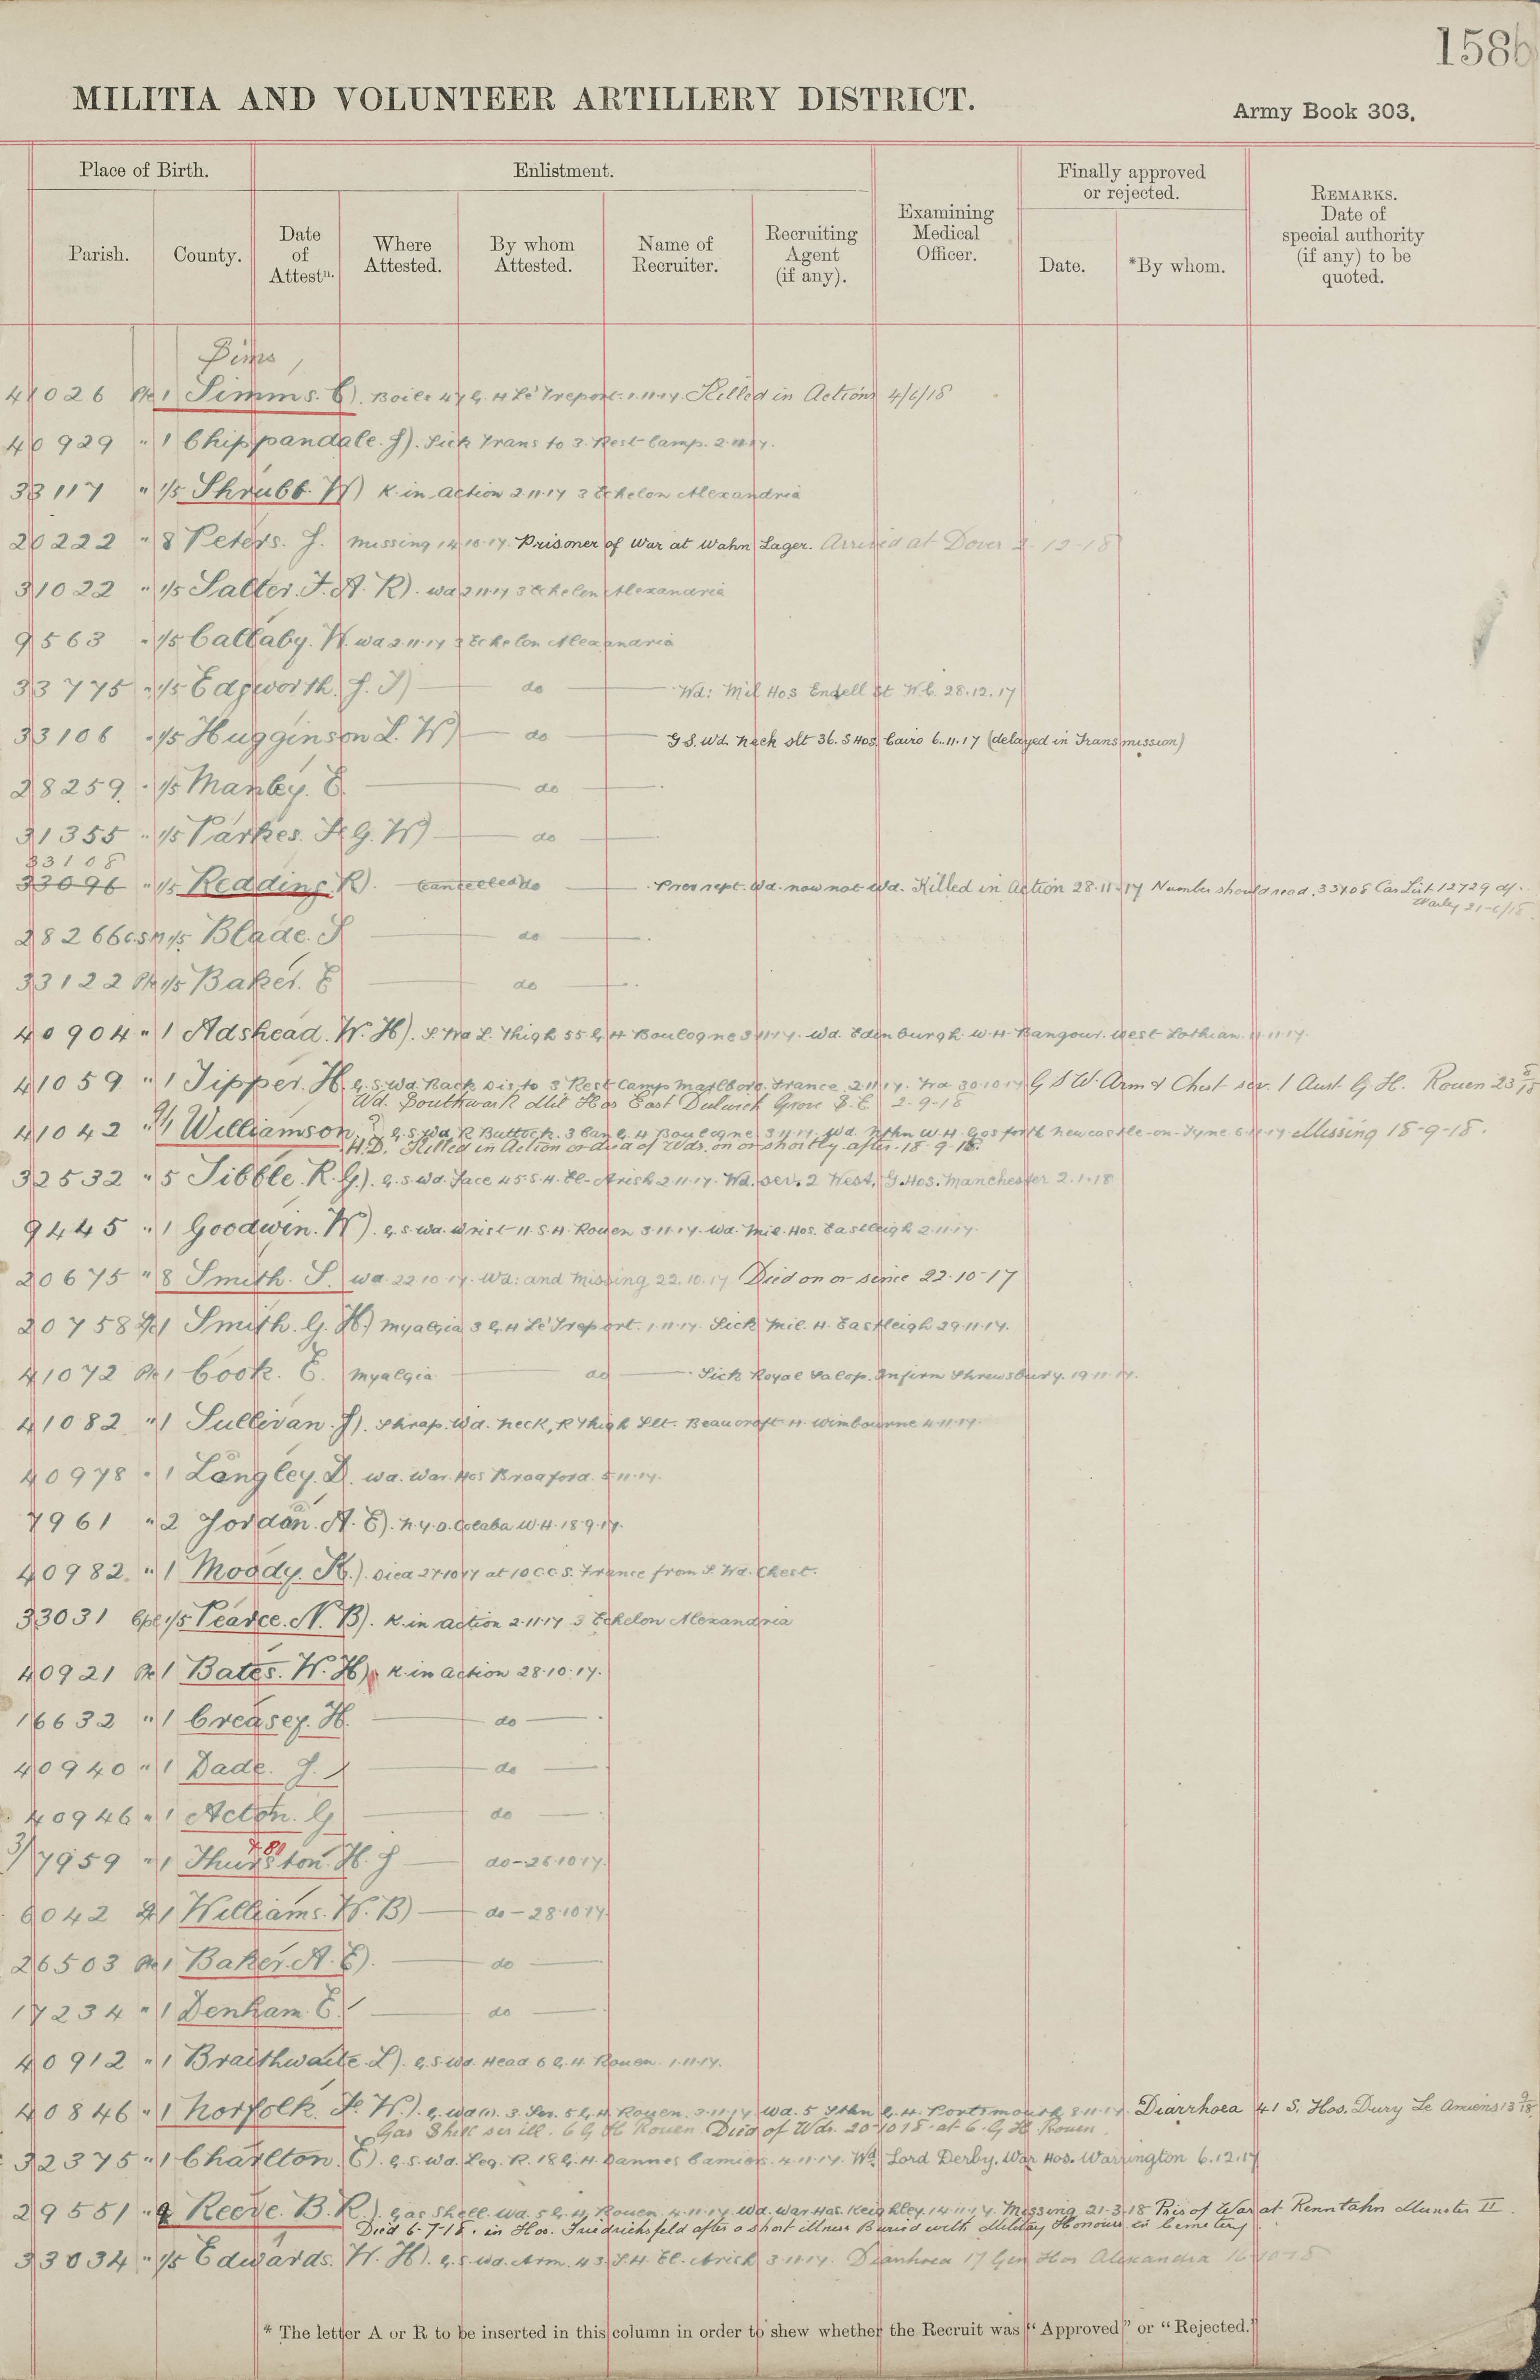 158
MILITIA AND VOLUNTEER ARTILLERY DISTRICT.
Army Book 303.
Place of Birth.
Enlistment.
Finally approved or rejected.
Parish.
County.
Date of Attestn.
Where Attested.
By whom Attested.
Name of Recruiter.
Recruiting Agent (if any).
Examining Medical Officer.
Date.
*By whom.
REMARKS. Date of special authority (if any) to be quoted.
Sims,
41026 Pte 1 Simms. C). Boils 47 G. H Le Treport. 1.11.17. Killed in Action 4/6/18
40929 " 1 Chippandale. J). Sick Trans to 3. Rest Camp. 2.11.17.
33117 " 1/5 Shrubb. W) K. in action 2.11.17 3 Echelon Alexandria
20222 " 8 Peters. J. Missing 14.10.17. Prisoner of War at Wahn Lager. Arrived at Dover 2-12-18
31022 " 1/5 Salter. F. A. R). wd 2.11.17 3 Echelon Alexandria
9563 " 1/5 Callaby. W. wd 2.11.17 3 Echelon Alexandria
33775 " 1/5 Edgworth. J. J) do Wd: Mil Hos Endell St W.C. 28.12.17
33106 " 1/5 Hugginson L. W) do G.S. Wd. Neck slt 36. S Hos. Cairo 6.11.17 (delayed in Transmission)
28259 " 1/5 Manley. E. do
31355 " 1/5 Parkes. F. G. W) do
33108
33096 " 1/5 Redding R). cancelled do Prev rept. Wd. now not Wd. Killed in Action 28.11.17 Number should read. 33108 Cas List 12729 of.
Warley 21-6/18
28266 CSM 1/5 Blade. S do
33122 Pte 1/5 Baker. E do
40904 " 1 Adshead. W. H). S. Wd L. Thigh 55 G. H Boulogne 3.11.17. Wd. Edinburgh. W. H. Bangour. West Lothian. 11.11.17.
41059 " 1 Tipper. H. G. S. Wd. Back Dis to 3 Rest Camp Marlboro. France. 2.11.17. Wd 30.10.17 G S W. Arm & Chest sev. 1 Aust G H. Rouen 23 8/18
Wd. Southwark Mil Hos East Dulwich Grove S.E. 2-9-18
41042 " 1 Williamson. J. G. S. Wd R Buttock. 3 Can G. H Boulogne 3.11.17. Wd. Nthn W. H. Gosforth Newcastle-on-Tyne 6.11.17 Missing 18-9-18.
H.D. Killed in Action or died of Wds. on or shortly after. 18. 9. 18.
32532 " 5 Sibble. R. G). G. S. Wd. Face 45. S. H. El-Arish 2.11.17. Wd. sev. 2 West. G. Hos. Manchester 2.1.18
9445 " 1 Goodwin. W). G. S. Wd. Wrist 11 S. H. Rouen 3.11.17. Wd. Mil. Hos. Eastleigh 2.11.17.
20675 " 8 Smith. S. wd. 22.10.17. Wd: and Missing 22.10.17 Died on or since 22-10-17
20758 1 Smith. G. H) Myalgia 3 G. H Le Treport. 1.11.17. Sick Mil. H. Eastleigh 29.11.17.
41072 Pte 1 Cook. E. Myalgia do Sick Royal Salop. Infirm Shrewsbury. 19.11.17.
41082 " 1 Sullivan. J). Shrap. Wd. Neck, R Thigh Slt. Beaucroft H. Wimbourne 4.11.17.
40978 " 1 Langley. D. wd. War. Hos Bradford. 5.11.17.
7961 " 2 Jordan. A. E). N.Y.D. Colaba W. H. 18.9.17.
40982. " 1 Moody. H.). Died 27.10.17 at 10 C C S. France from S. Wd. Chest.
33031 Cpl 1/5 Pearce. N. B). K. in action 2.11.17 3 Echelon Alexandria
40921 Pte 1 Bates. W. H) K. in action 28.10.17.
16632 " 1 Creasey. H. do
40940 " 1 Dade. J. do
40946 " 1 Acton. G do
3/7959 " 1 Thurston. H. J do-26.10.17.
6042 1 Williams. W. B) do-28.10.17.
26503 Pte 1 Baker. A. E). do
17234 " 1 Denham. E. do
40912 " 1 Braithwaite. L). G. S. Wd. Head 6 G. H. Rouen. 1.11.17.
40846 " 1 Norfolk. F. W.). S. Sev. 5 G. H. Rouen. 3.11.17 Wd. 5 Sthn G. H. Portsmouth 8.11.17. Diarrhoea 41 S. Hos. Dury Le Amiens 13 9/18
Gas Shell sev ill. 6 G H Rouen. Died of Wds. 20-10 18. at 6. G H. Rouen.
32375 " 1 Charlton. E). G. S. Wd. Leg. R. 18 G. H. Dannes Camiers. 4.11.17. Wd Lord Derby. War Hos. Warrington 6.12.17
29551 " 9 Reeve. B. R.). Gas Shell Wd. 5 G. H. Rouen. 4.11.17. Wd. War Hos. Keighley. 14.11.17. Missing 21-3-18 Pris of War at Renntahn Munster II
Died 6-7-18. in Hos. Friedrichsfeld after a short illness Buried with Military Honours in Cemetery
33034 " 1/5 Edwards. W. H). G. S. Wd. Arm. 43. S. H. El-Arish 3.11.17. Diarrhoea 17 Gen Hos Alexandria 16.10.18
* The letter A or R to be inserted in this column in order to shew whether the Recruit was "Approved" or "Rejected."